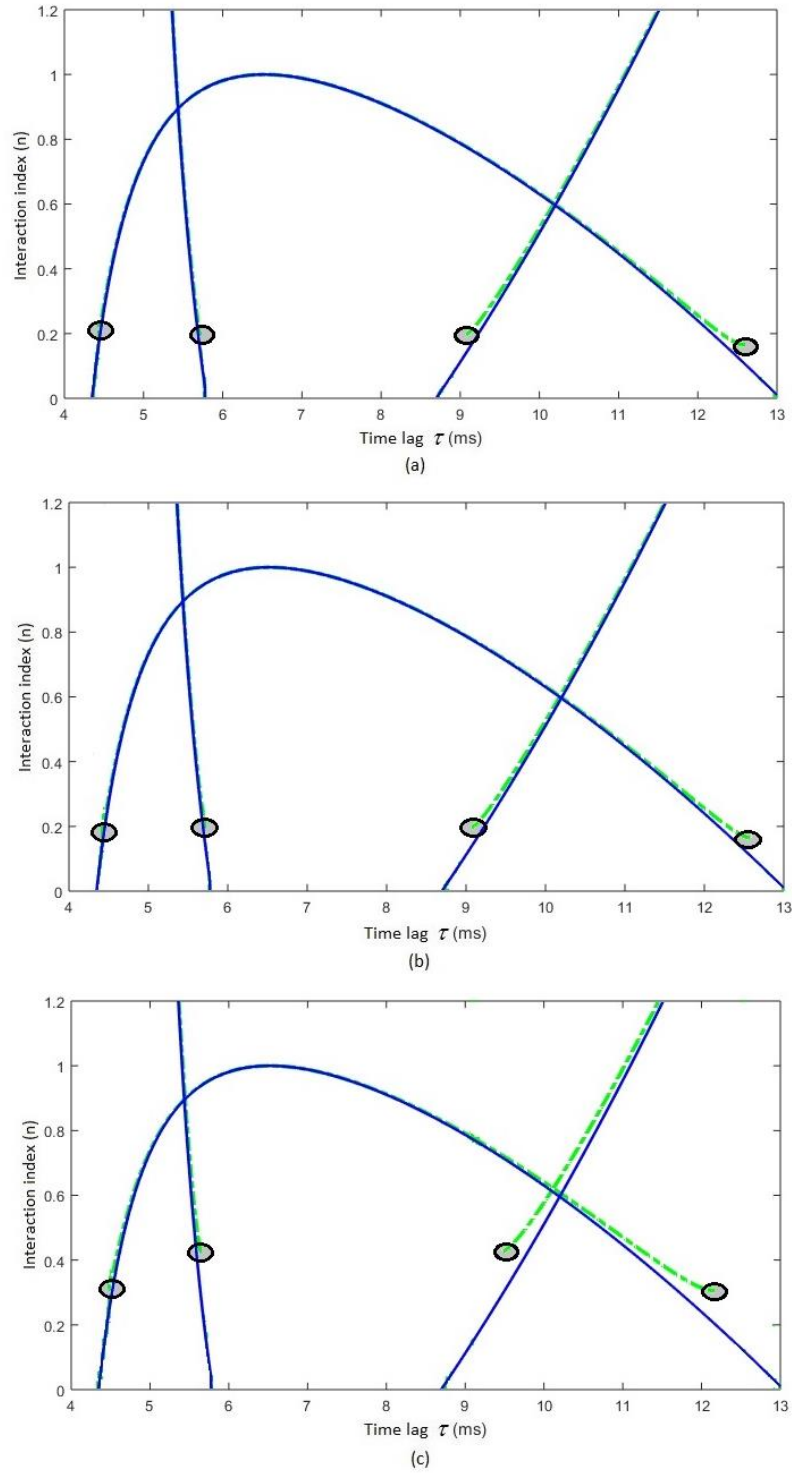 1.2
1
0.8
0.6
0.4
0.2
0
Interaction index (n)
4 5 6 7 8 9 10 11 12 13
Time lag τ (ms)
(a)
1.2
1
0.8
0.6
0.4
0.2
0
Interaction index (n)
4 5 6 7 8 9 10 11 12 13
Time lag τ (ms)
(b)
1.2
1
0.8
0.6
0.4
0.2
0
Interaction index (n)
4 5 6 7 8 9 10 11 12 13
Time lag τ (ms)
(c)